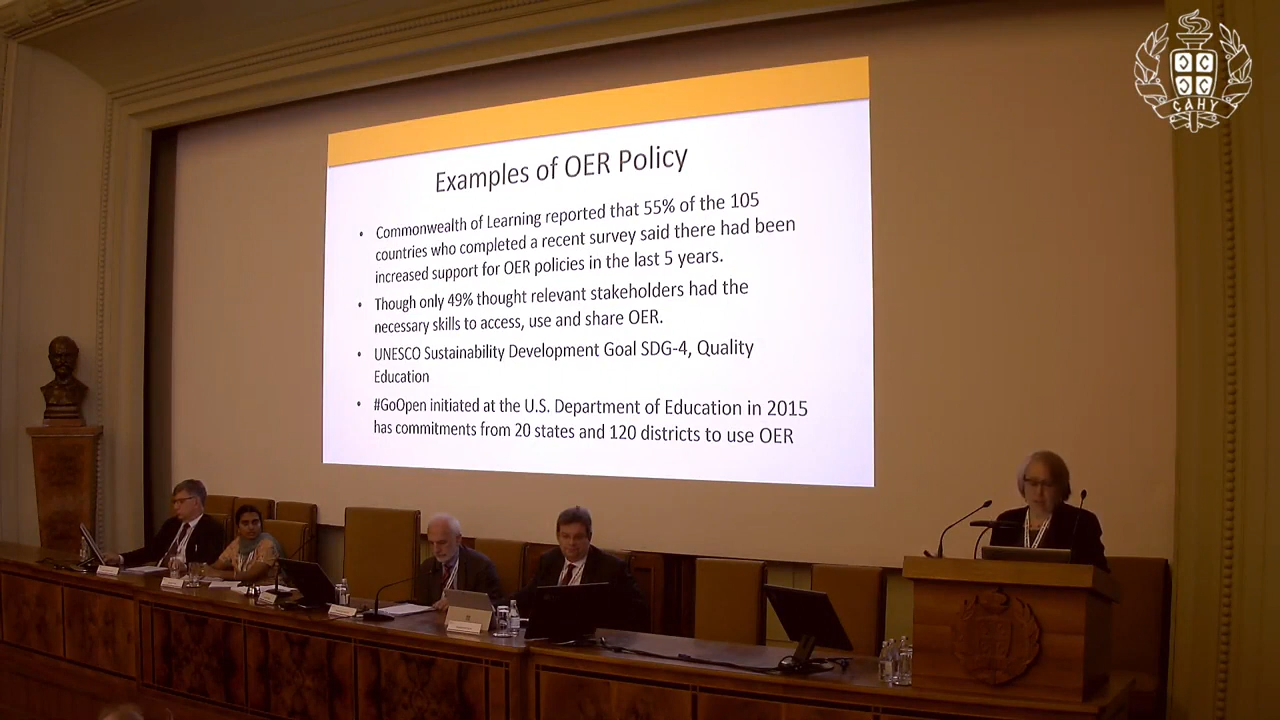 Examples of OER Policy
• Commonwealth of Learning reported that 55% of the 105
countries who completed a recent survey said there had been
increased support for OER policies in the last 5 years.
• Though only 49% thought relevant stakeholders had the
necessary skills to access, use and share OER.
• UNESCO Sustainability Development Goal SDG-4, Quality
Education
• #GoOpen initiated at the U.S. Department of Education in 2015
has commitments from 20 states and 120 districts to use OER
САНУ